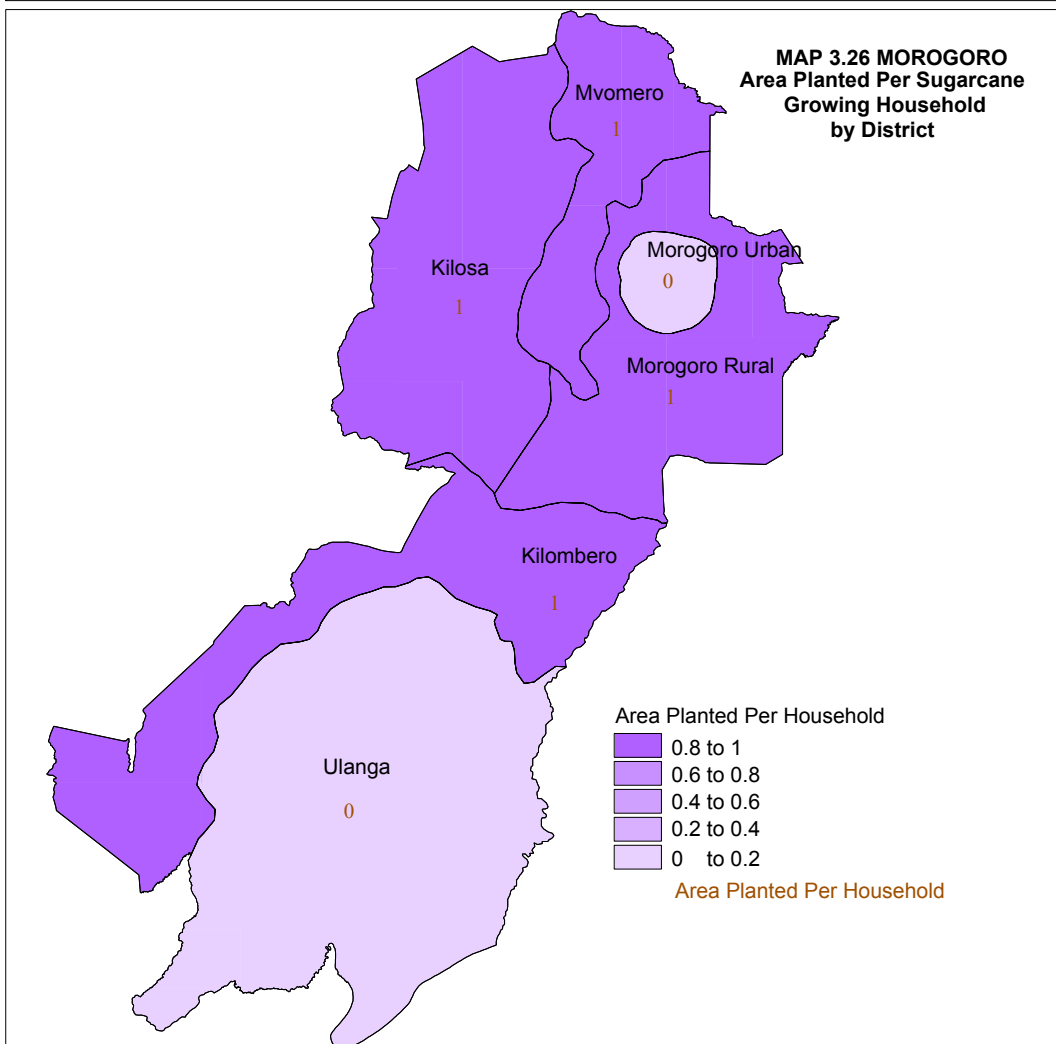 MAP 3.26 MOROGORO
Area Planted Per Sugarcane
Growing Household
by District
Mvomero
1
Morogoro Urban
0
Kilosa
1
Morogoro Rural
1
Kilombero
1
Ulanga
0
Area Planted Per Household
0.8 to 1
0.6 to 0.8
0.4 to 0.6
0.2 to 0.4
0 to 0.2
Area Planted Per Household